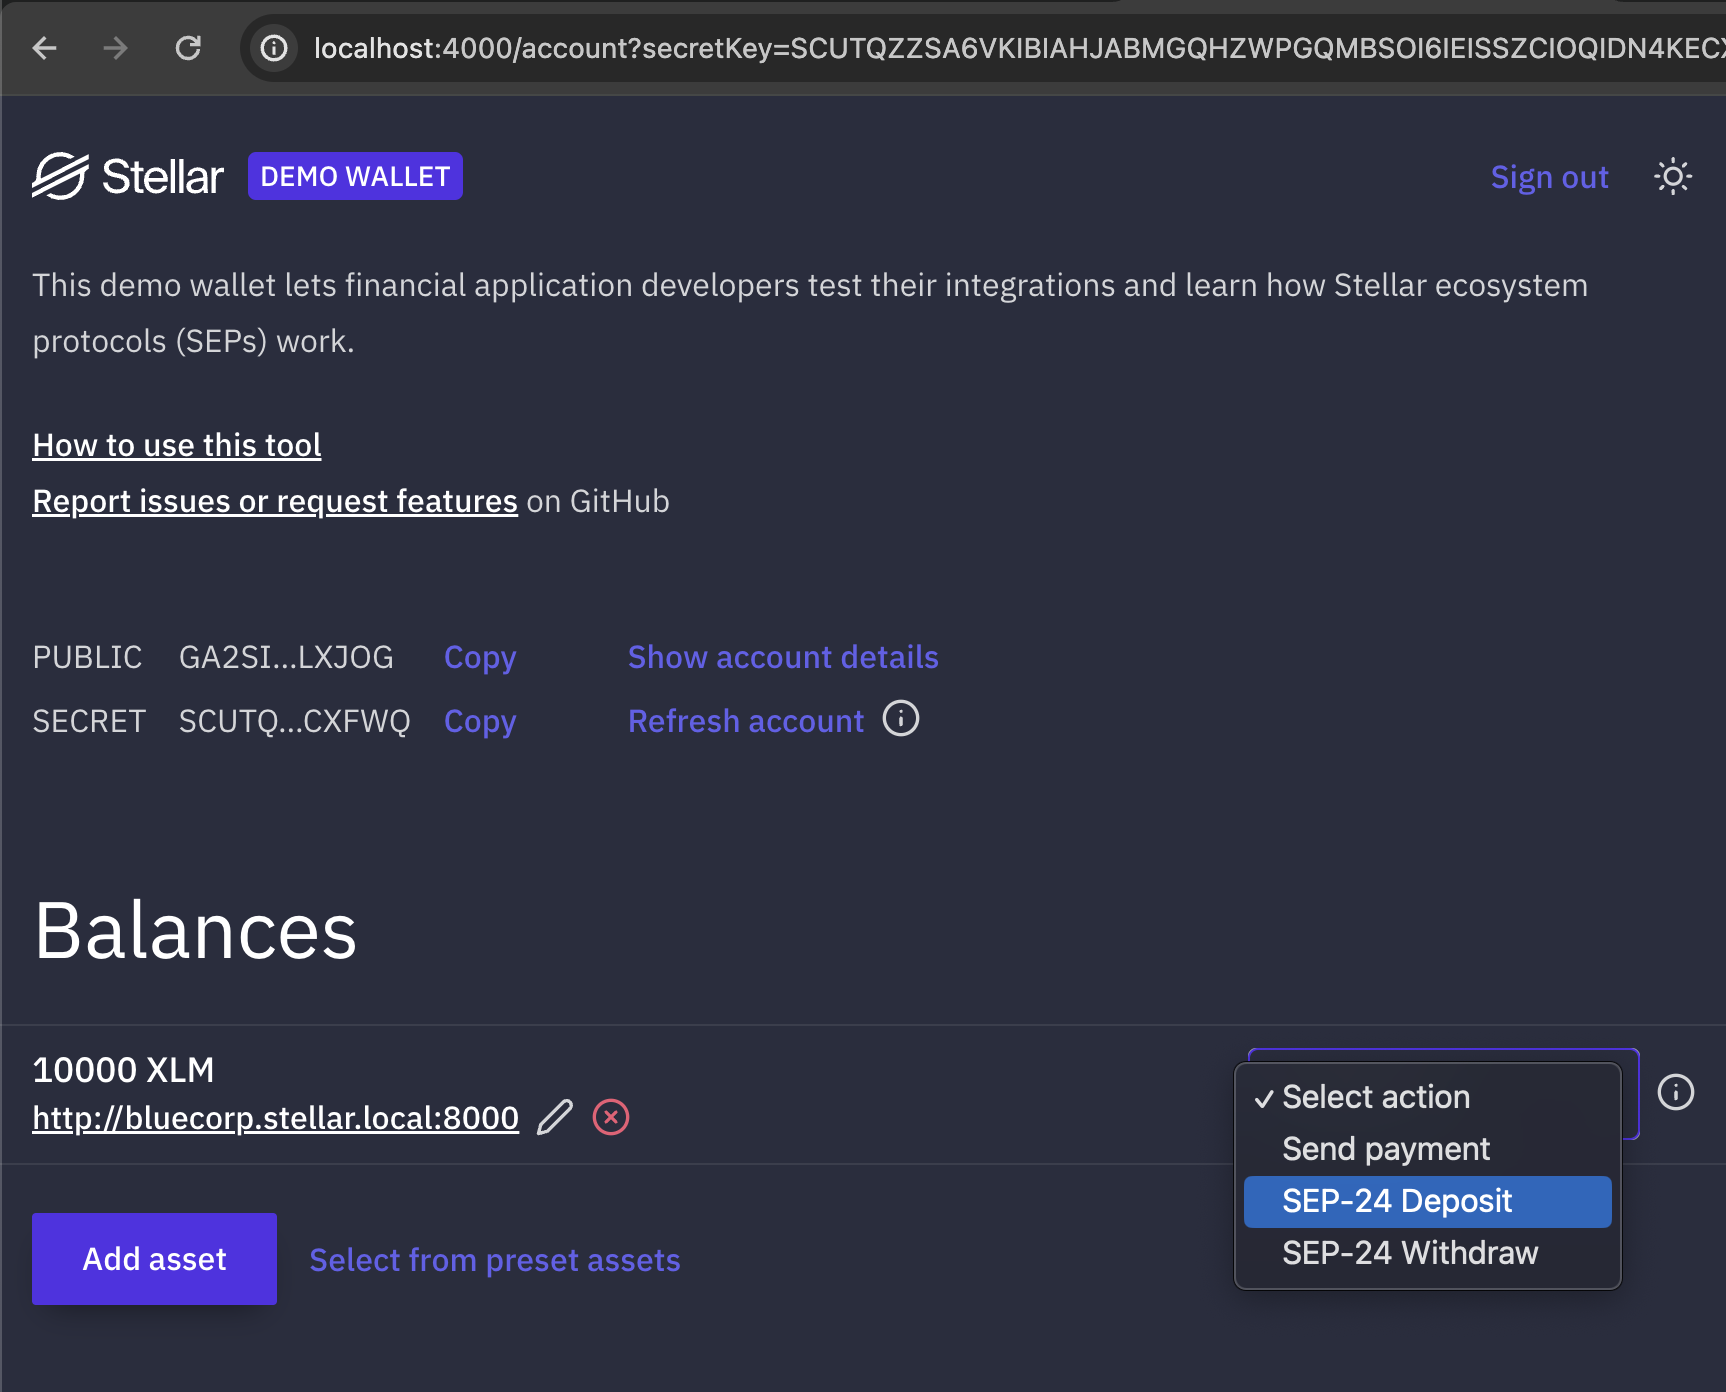 localhost:4000/account?secretKey=SCUTQZZSA6VKIBIAHJABMGQHZWPGQMBSOI6IEISSZCIOQIDN4KECX
Stellar DEMO WALLET Sign out
This demo wallet lets financial application developers test their integrations and learn how Stellar ecosystem
protocols (SEPs) work.
How to use this tool
Report issues or request features on GitHub
PUBLIC GA2SI...LXJOG Copy Show account details
SECRET SCUTQ...CXFWQ Copy Refresh account
Balances
10000 XLM
http://bluecorp.stellar.local:8000
✓ Select action
Send payment
SEP-24 Deposit
SEP-24 Withdraw
Add asset Select from preset assets